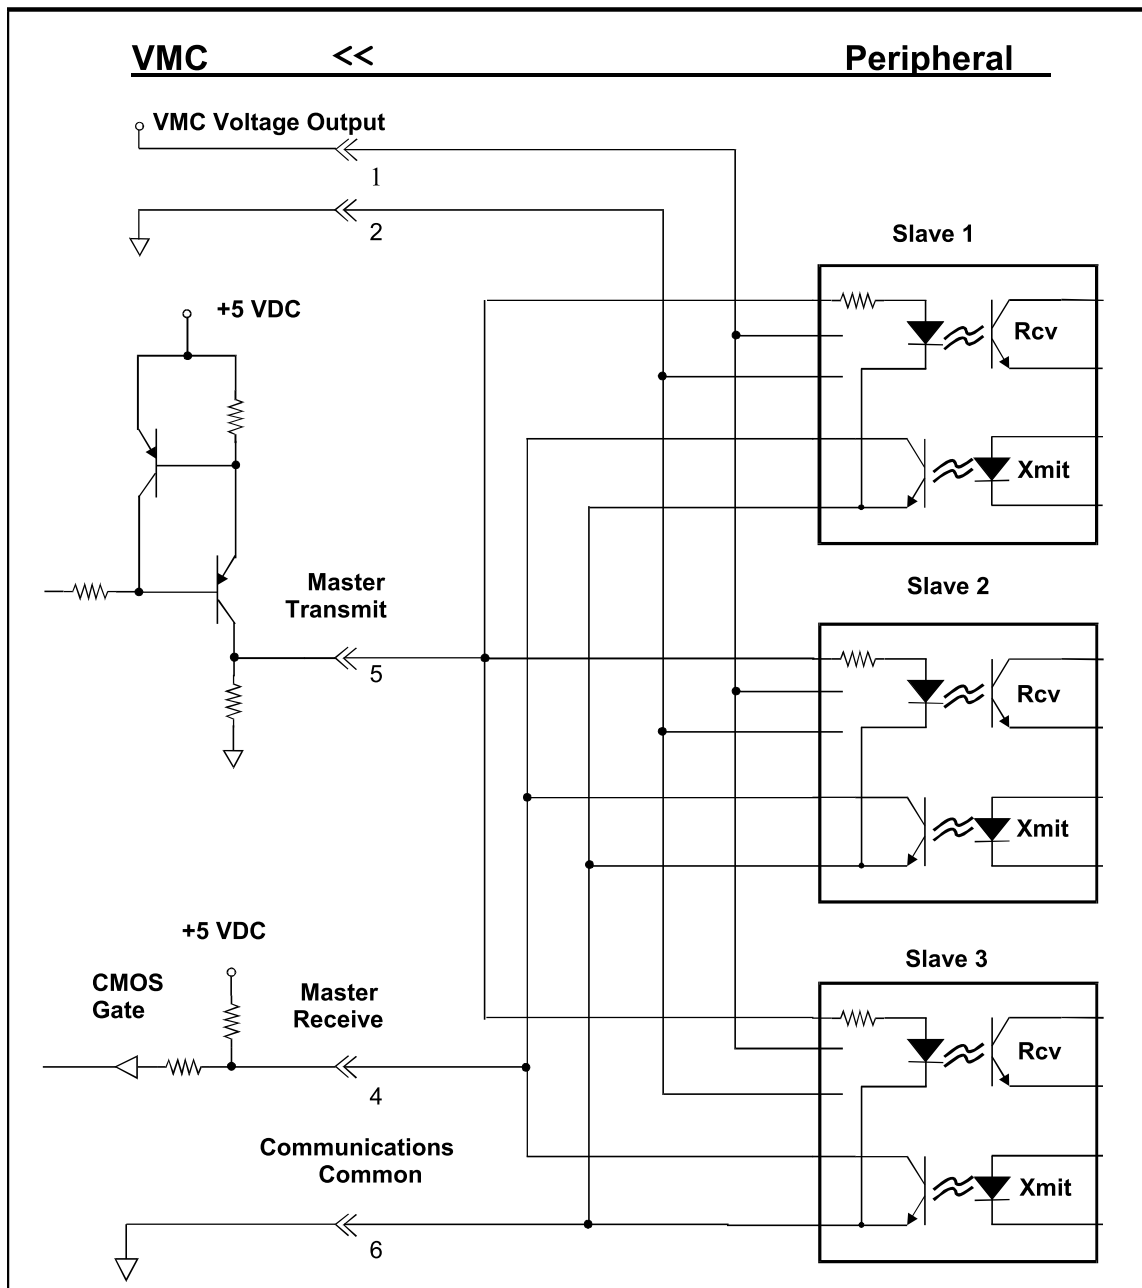 VMC << Peripheral
VMC Voltage Output
1
2
Slave 1
+5 VDC
Rcv
Xmit
Master
Transmit
5
Slave 2
Rcv
Xmit
+5 VDC
CMOS
Gate
Master
Receive
4
Slave 3
Rcv
Communications
Common
Xmit
6